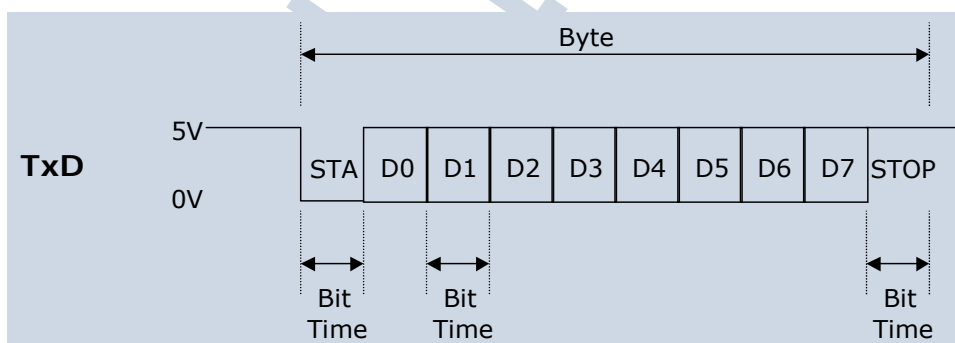 Byte
5V
TxD
STA D0 D1 D2 D3 D4 D5 D6 D7 STOP
0V
Bit Bit Bit
Time Time Time